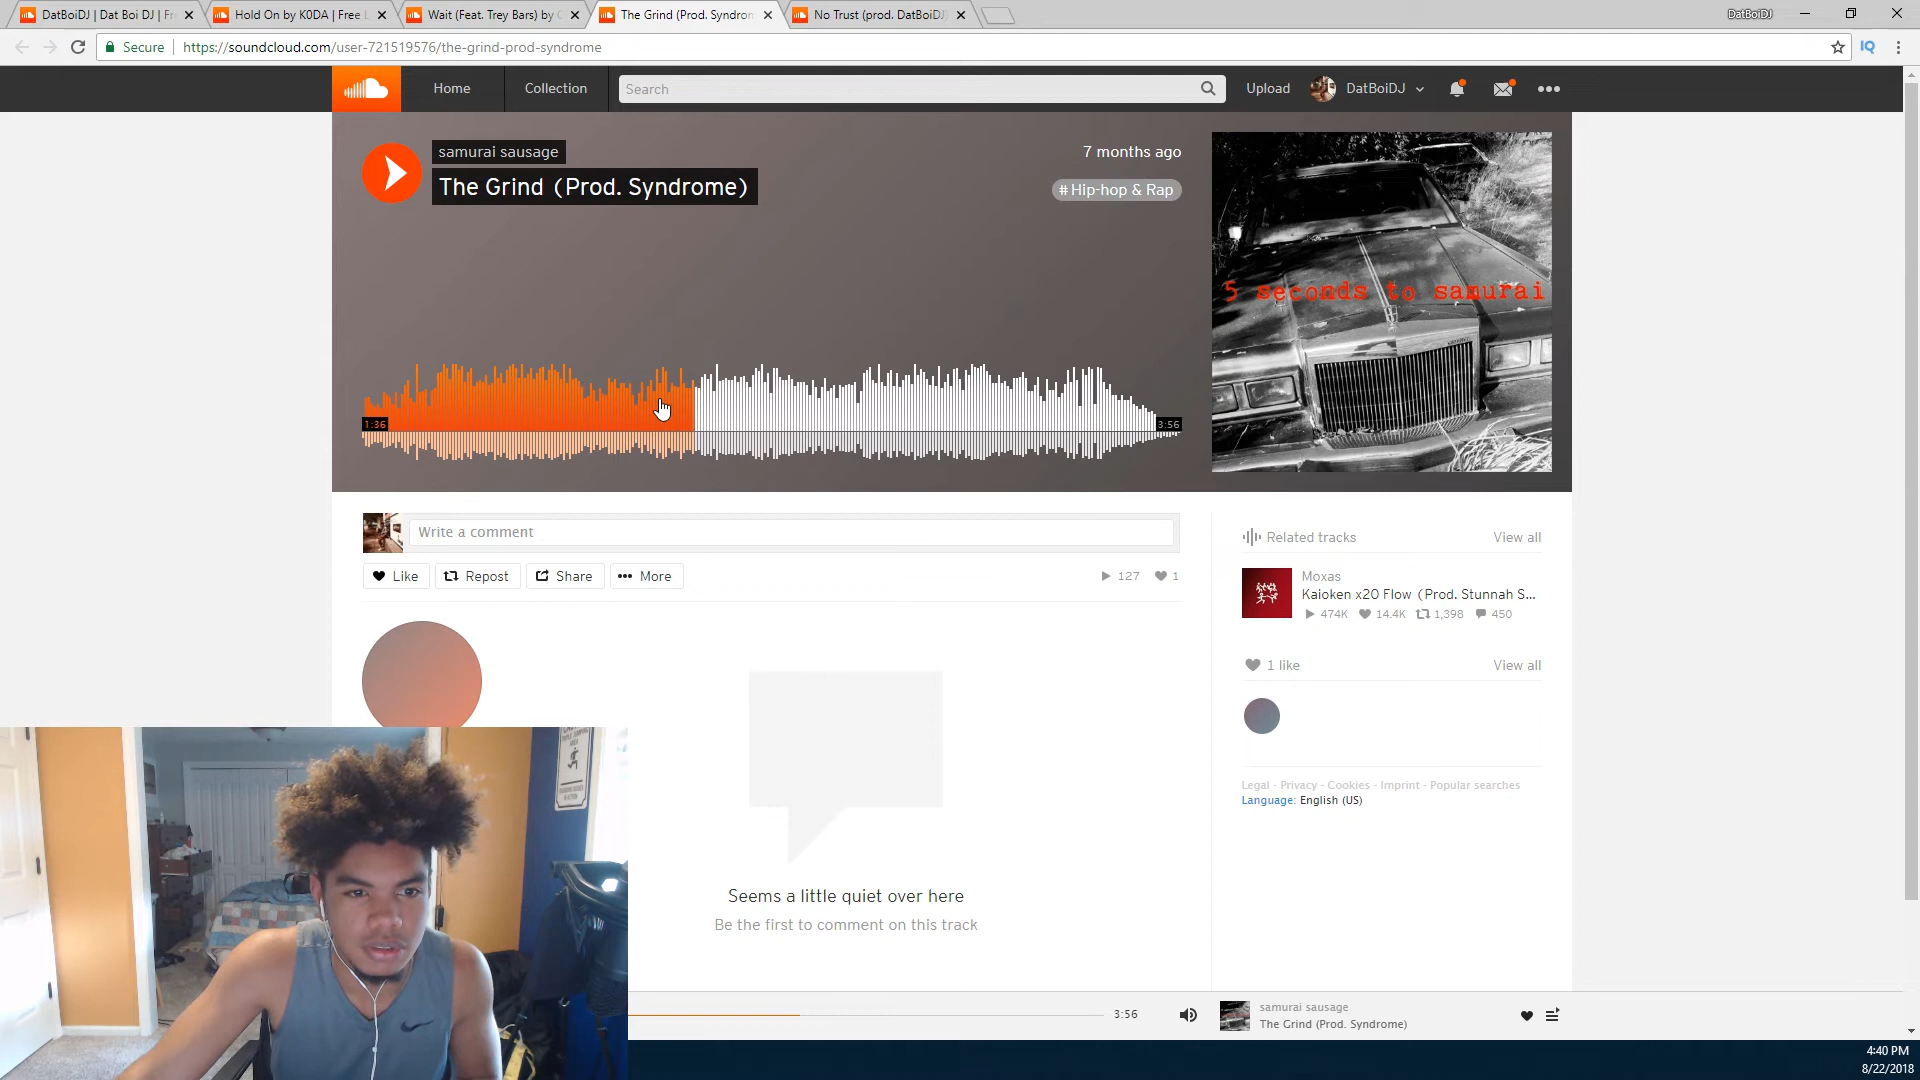 DatBoiDJ | Dat Boi DJ | Fr
Hold On by K0DA | Free L
Wait (Feat. Trey Bars) by
The Grind (Prod. Syndrom
No Trust (prod. DatBoiDJ)
DatBoiDJ
Secure
https://soundcloud.com/user-721519576/the-grind-prod-syndrome
IQ
Home
Collection
Search
Upload
DatBoiDJ
samurai sausage
The Grind (Prod. Syndrome)
7 months ago
# Hip-hop & Rap
5 seconds to samurai
1:36
3:56
Write a comment
Like
Repost
Share
More
127
1
Related tracks
View all
Moxas
Kaioken x20 Flow (Prod. Stunnah S...
474K
14.4K
1,398
450
1 like
View all
Legal - Privacy - Cookies - Imprint - Popular searches
Language: English (US)
Seems a little quiet over here
Be the first to comment on this track
3:56
samurai sausage
The Grind (Prod. Syndrome)
4:40 PM
8/22/2018